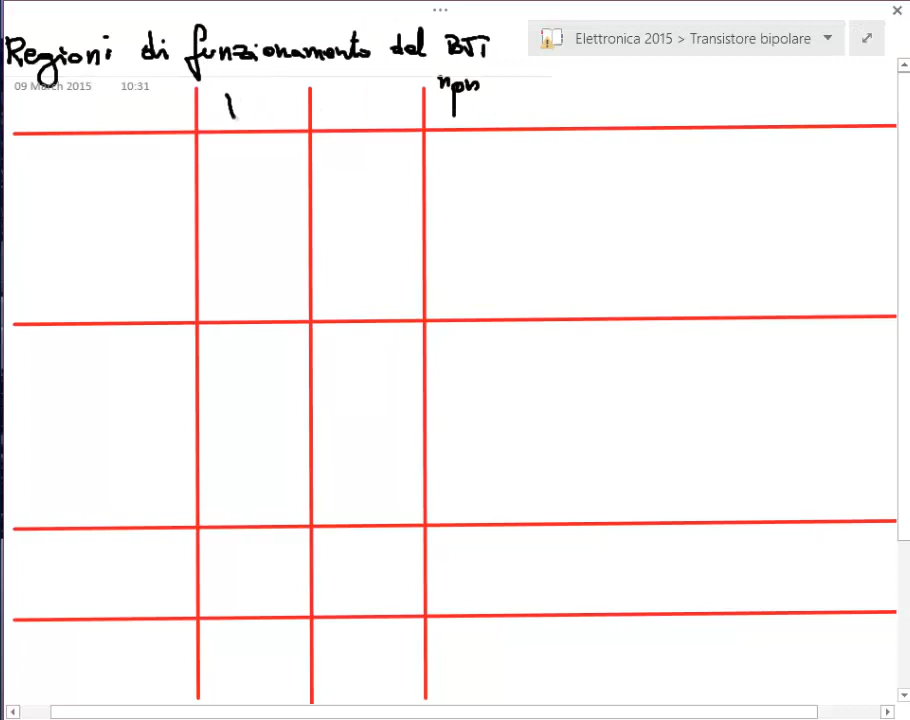 Regioni di funzionamento del BJT
npn
Elettronica 2015 > Transistore bipolare
09 March 2015 10:31